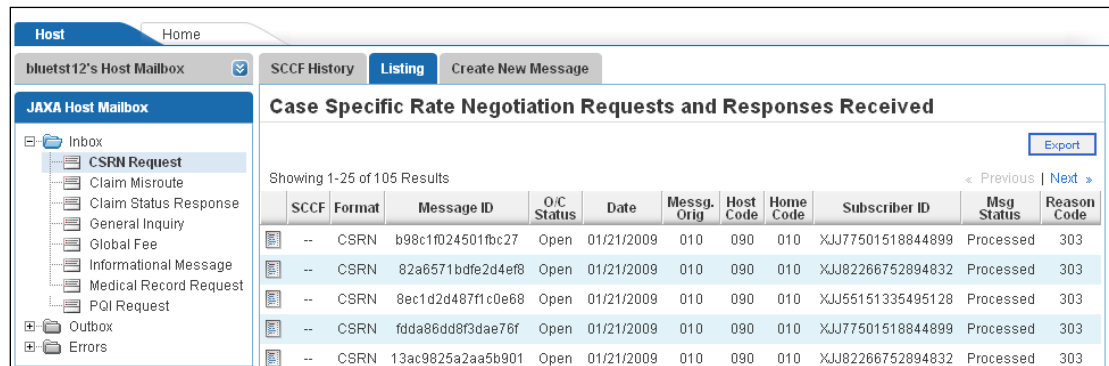 Host Home
bluetst12's Host Mailbox
SCCF History Listing Create New Message
JAXA Host Mailbox
Inbox
CSRN Request
Claim Misroute
Claim Status Response
General Inquiry
Global Fee
Informational Message
Medical Record Request
PQI Request
Outbox
Errors
Case Specific Rate Negotiation Requests and Responses Received
Export
Showing 1-25 of 105 Results « Previous | Next »
SCCF Format Message ID O/C Status Date Messg. Orig Host Code Home Code Subscriber ID Msg Status Reason Code
-- CSRN b98c1f024501fbc27 Open 01/21/2009 010 090 010 XJJ77501518844899 Processed 303
-- CSRN 82a6571bdfe2d4ef8 Open 01/21/2009 010 090 010 XJJ82266752894832 Processed 303
-- CSRN 8ec1d2d487f1c0e68 Open 01/21/2009 010 090 010 XJJ55151335495128 Processed 303
-- CSRN fdda86dd8f3dae76f Open 01/21/2009 010 090 010 XJJ77501518844899 Processed 303
-- CSRN 13ac9825a2aa5b901 Open 01/21/2009 010 090 010 XJJ82266752894832 Processed 303